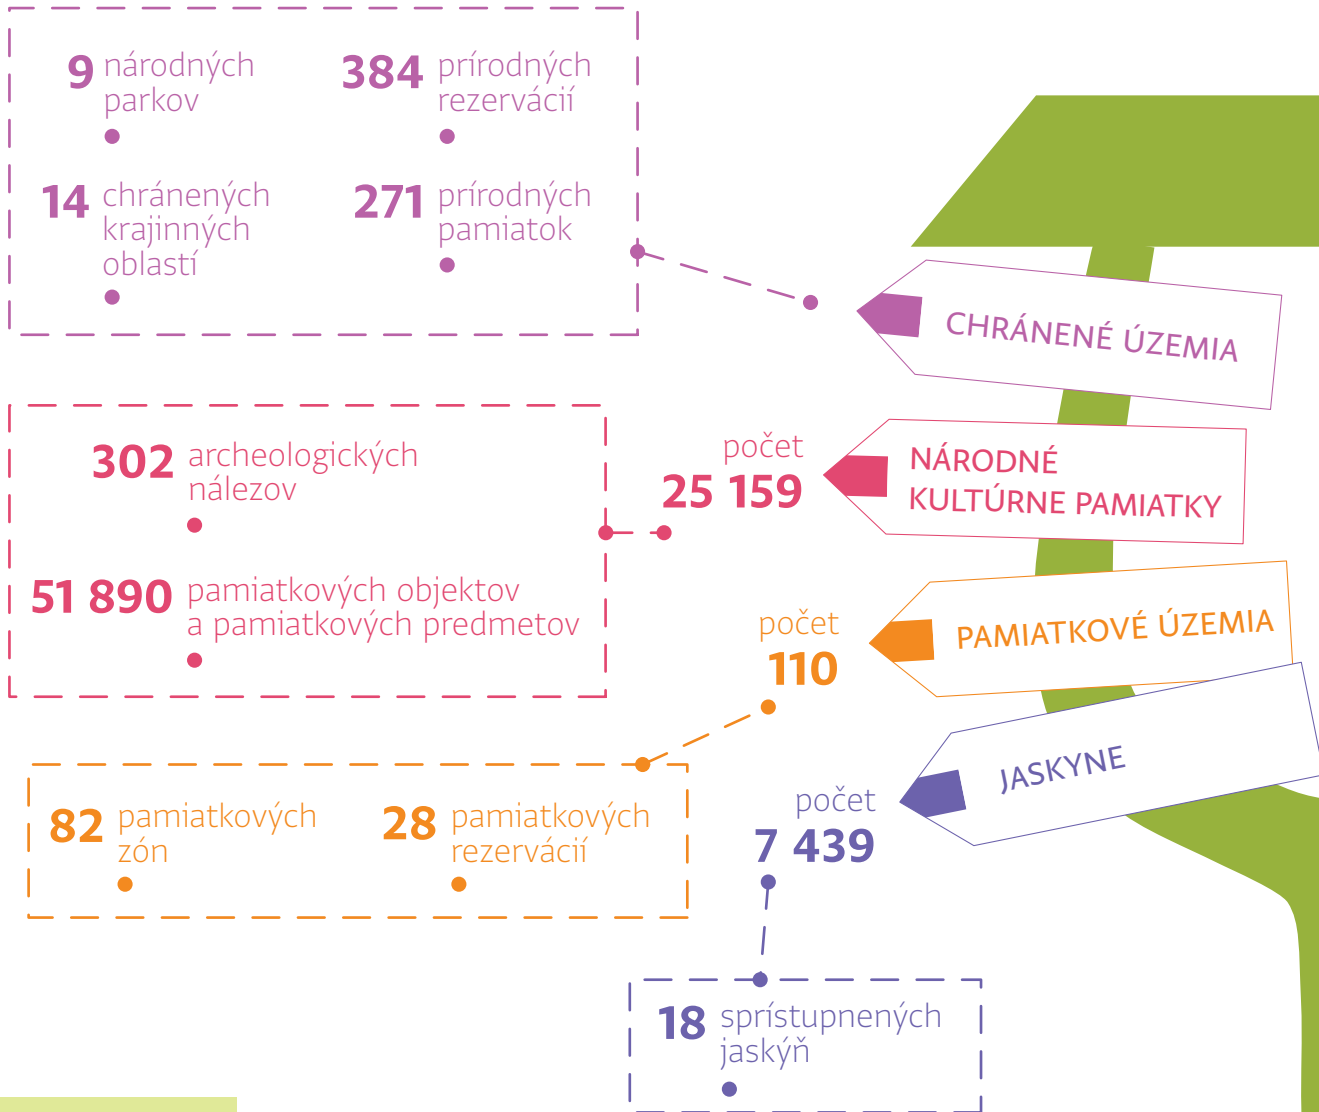 9 národných
parkov
384 prírodných
rezervácií
14 chránených
krajinných
oblastí
271 prírodných
pamiatok
CHRÁNENÉ ÚZEMIA
302 archeologických
nálezov
51 890 pamiatkových objektov
a pamiatkových predmetov
počet
25 159
NÁRODNÉ
KULTÚRNE PAMIATKY
počet
110
PAMIATKOVÉ ÚZEMIA
82 pamiatkových
zón
28 pamiatkových
rezervácií
počet
7 439
JASKYNE
18 sprístupnených
jaskýň